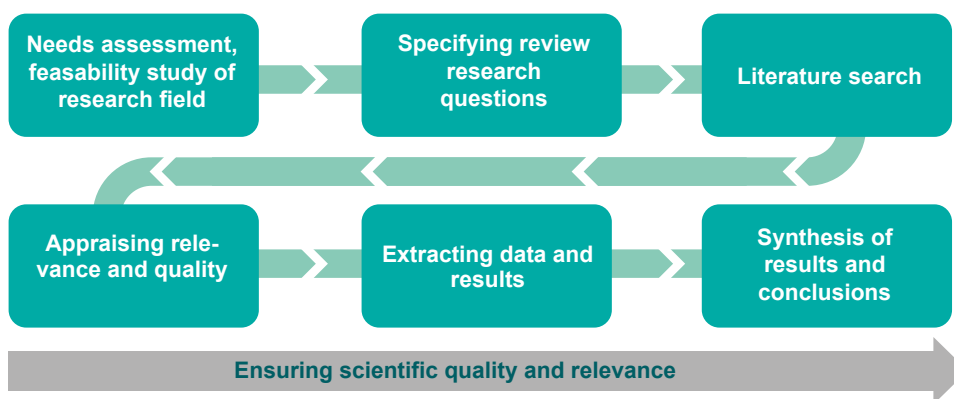 Needs assessment,
feasability study of
research field
Specifying review
research
questions
Literature search
Appraising rele-
vance and quality
Extracting data and
results
Synthesis of
results and
conclusions
Ensuring scientific quality and relevance